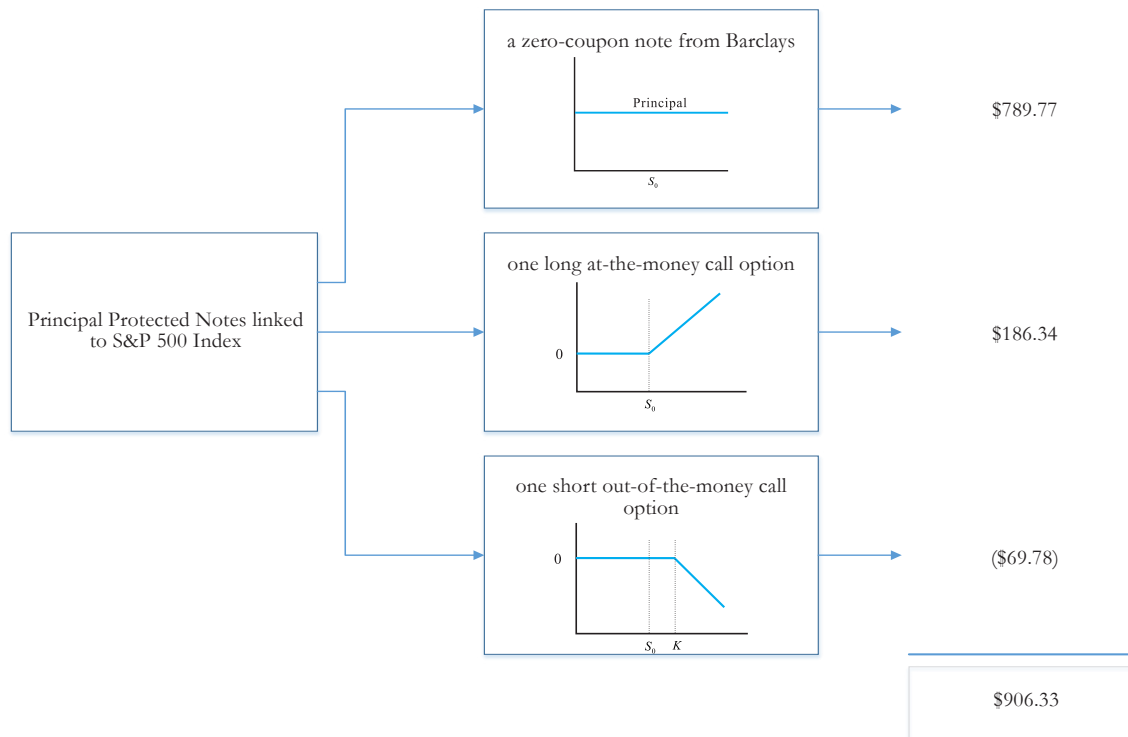 a zero-coupon note from Barclays
Principal
S₀
$789.77
Principal Protected Notes linked
to S&P 500 Index
one long at-the-money call option
0
S₀
$186.34
one short out-of-the-money call
option
0
S₀ K
($69.78)
$906.33